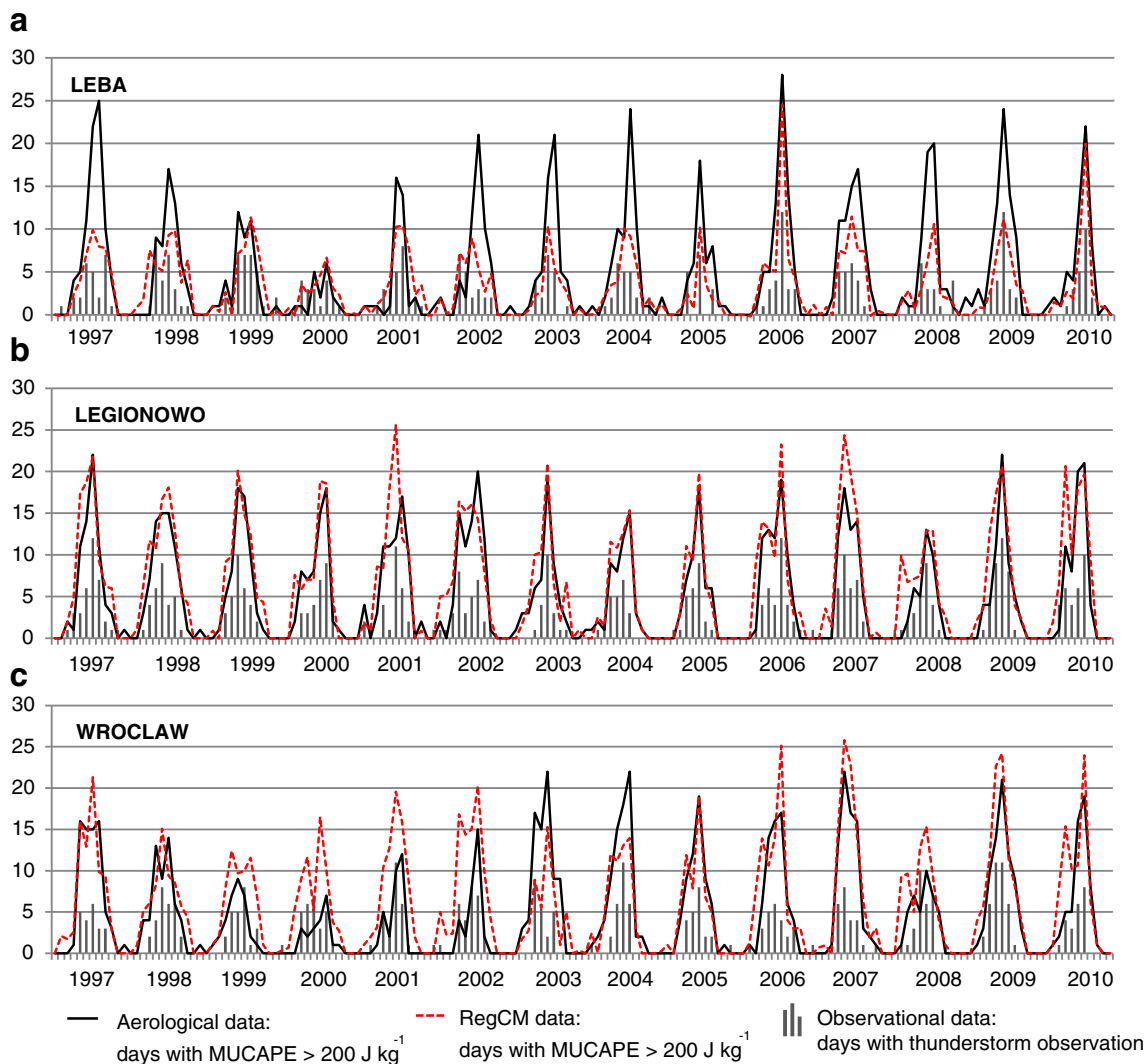 a
30
25
20
15
10
5
0
LEBA
1997 1998 1999 2000 2001 2002 2003 2004 2005 2006 2007 2008 2009 2010
b
30
25
20
15
10
5
0
LEGIONOWO
1997 1998 1999 2000 2001 2002 2003 2004 2005 2006 2007 2008 2009 2010
c
30
25
20
15
10
5
0
WROCLAW
1997 1998 1999 2000 2001 2002 2003 2004 2005 2006 2007 2008 2009 2010
Aerological data:
days with MUCAPE > 200 J kg⁻¹
RegCM data:
days with MUCAPE > 200 J kg⁻¹
Observational data:
days with thunderstorm observation